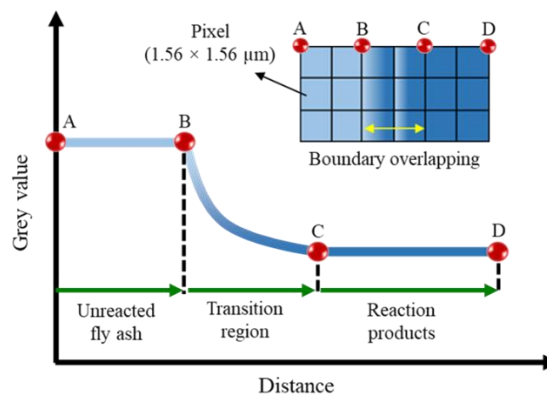 Pixel
(1.56 × 1.56 µm)
A
B
C
D
Boundary overlapping
A
B
C
D
Grey value
Unreacted
fly ash
Transition
region
Reaction
products
Distance